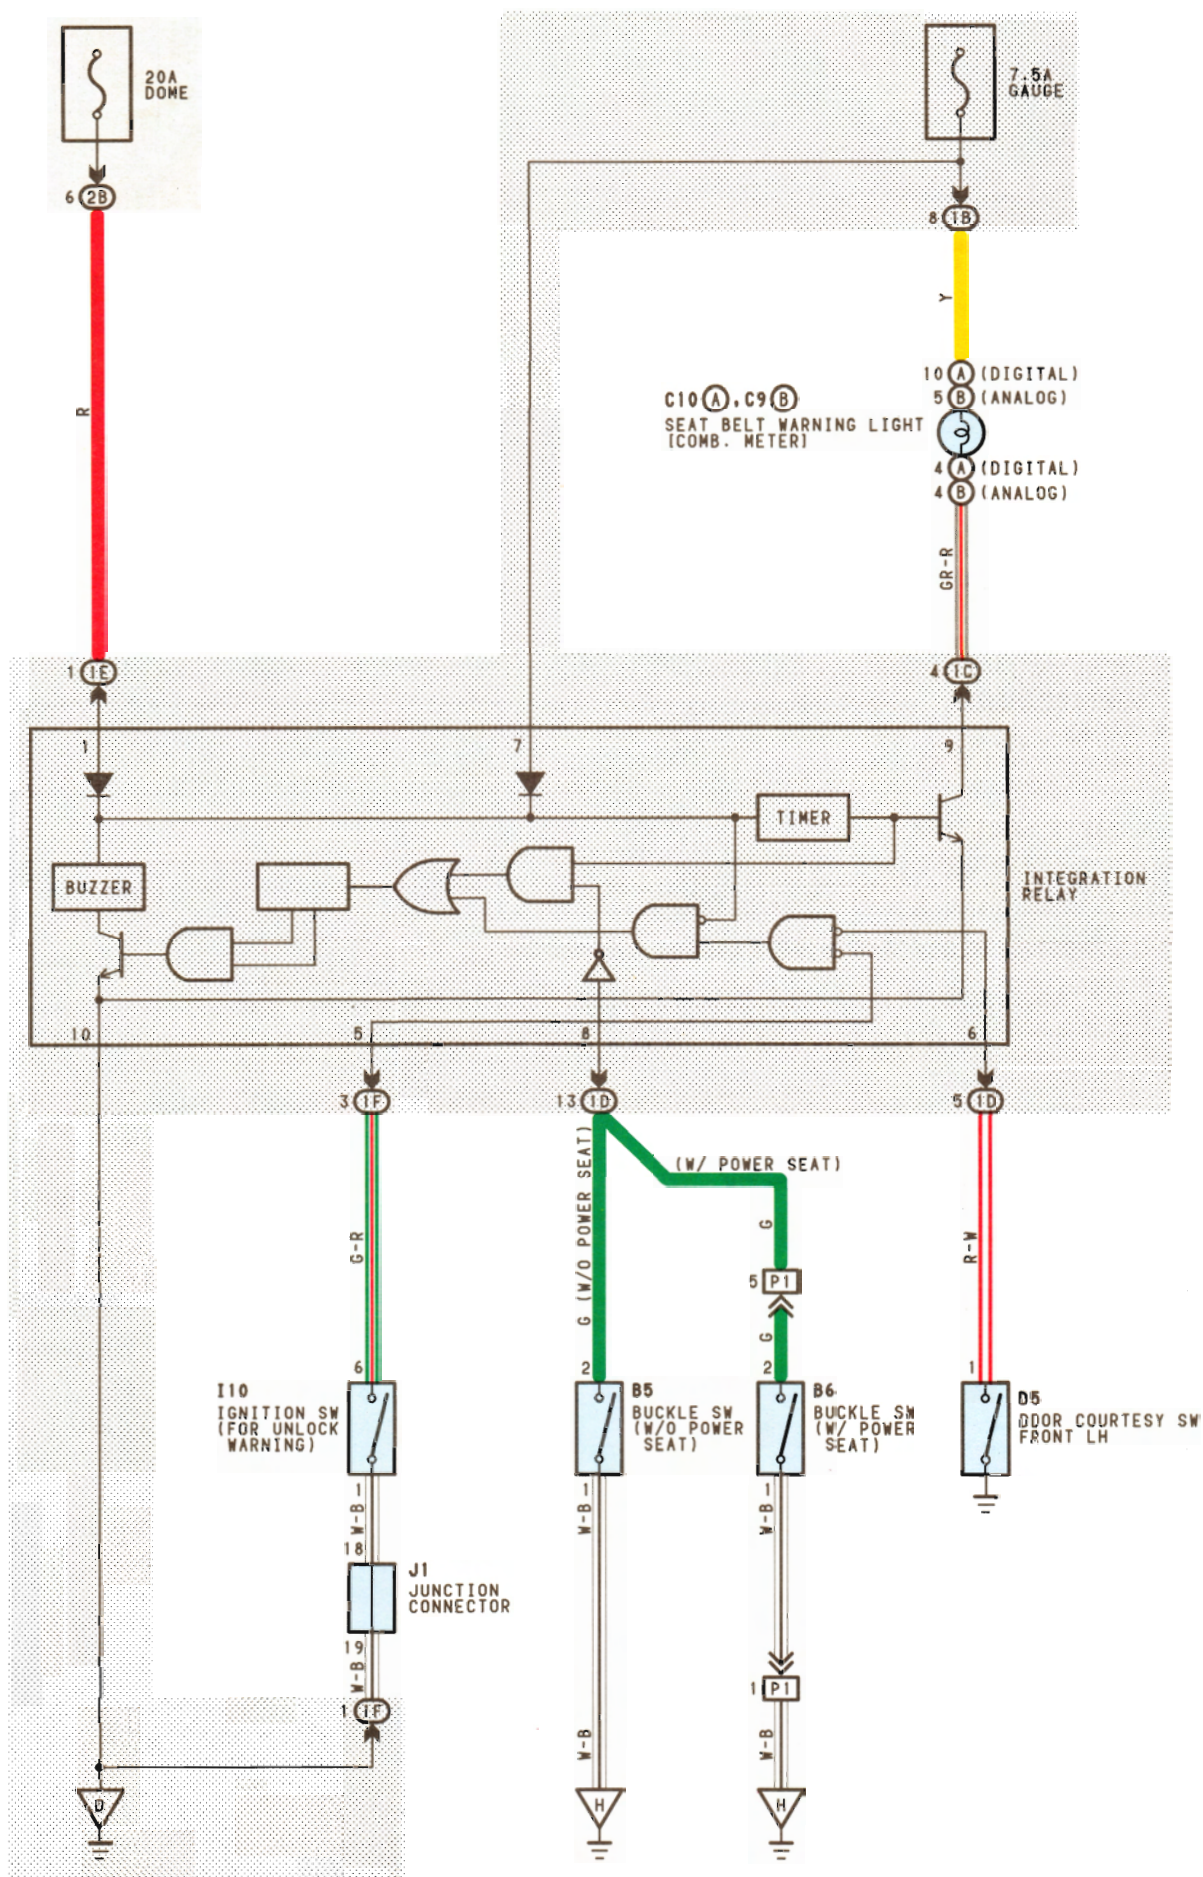 20A
DOME
7.5A
GAUGE
6 2B
8 1B
Y
R
10 A (DIGITAL)
5 B (ANALOG)
C10 A, C9 B
SEAT BELT WARNING LIGHT
[COMB. METER]
4 A (DIGITAL)
4 B (ANALOG)
GR-R
1 1E
4 1C
1
7
9
TIMER
BUZZER
INTEGRATION
RELAY
10
5
8
6
3 1F
13 1D
5 1D
(W/ POWER SEAT)
G (W/O POWER SEAT)
G-R
G
R-W
5 P1
G
6
2
2
1
I10
IGNITION SW
(FOR UNLOCK
WARNING)
B5
BUCKLE SW
(W/O POWER
SEAT)
B6
BUCKLE SW
(W/ POWER
SEAT)
D5
DOOR COURTESY SW
FRONT LH
1
1
1
W-B
W-B
W-B
18
J1
JUNCTION
CONNECTOR
19
W-B
1 P1
1 1F
W-B
W-B
D
H
H